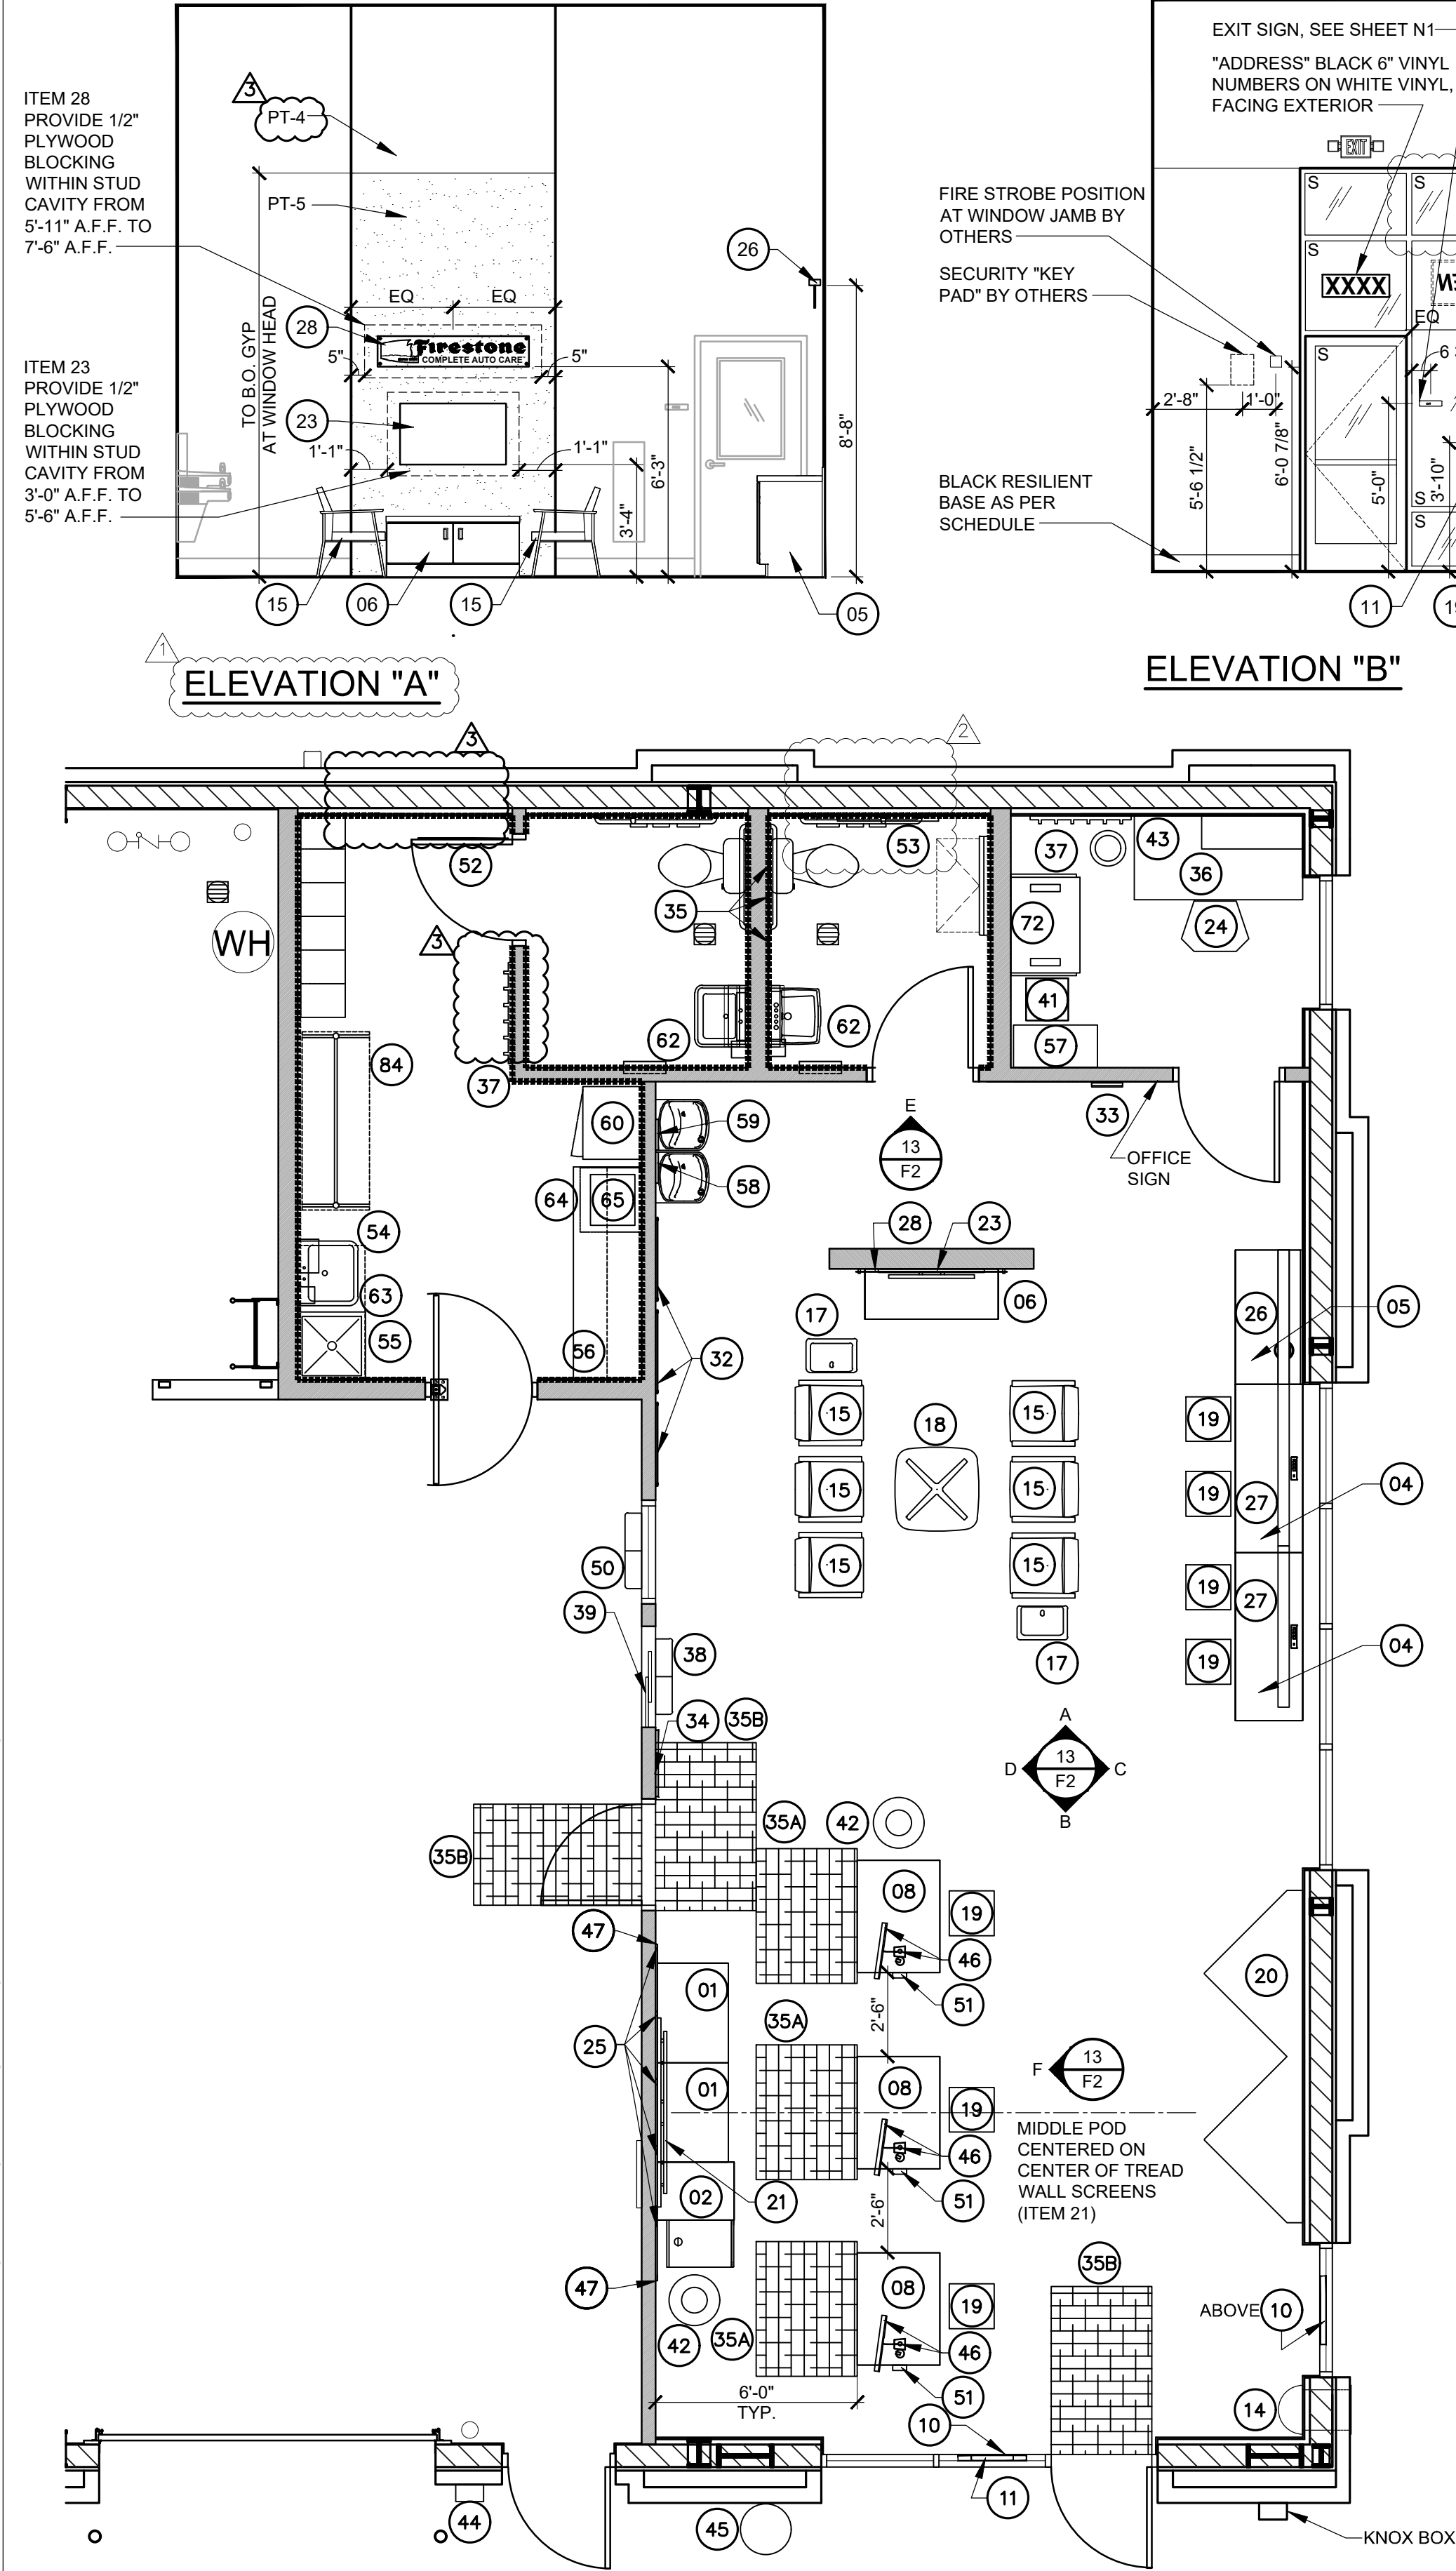 ITEM 28
PROVIDE 1/2"
PLYWOOD
BLOCKING
WITHIN STUD
CAVITY FROM
5'-11" A.F.F. TO
7'-6" A.F.F.
ITEM 23
PROVIDE 1/2"
PLYWOOD
BLOCKING
WITHIN STUD
CAVITY FROM
3'-0" A.F.F. TO
5'-6" A.F.F.
3
PT-4
PT-5
TO B.O. GYP
AT WINDOW HEAD
EQ
EQ
28
5"
Firestone
COMPLETE AUTO CARE
5"
23
1'-1"
1'-1"
3'-4"
6'-3"
8'-8"
26
15
06
15
05
1
ELEVATION "A"
EXIT SIGN, SEE SHEET N1
"ADDRESS" BLACK 6" VINYL
NUMBERS ON WHITE VINYL,
FACING EXTERIOR
EXIT
FIRE STROBE POSITION
AT WINDOW JAMB BY
OTHERS
SECURITY "KEY
PAD" BY OTHERS
BLACK RESILIENT
BASE AS PER
SCHEDULE
S
S
S
XXXX
EQ
S
6
2'-8"
1'-0"
5'-6 1/2"
6'-0 7/8"
5'-0"
3'-10"
S
S
11
ELEVATION "B"
3
2
52
53
37
43
36
35
72
24
WH
3
41
62
62
57
84
37
60
59
E
13
F2
33
OFFICE
SIGN
58
64
65
28
23
54
06
26
05
63
17
55
56
32
15
15
19
18
15
15
19
27
04
50
15
15
19
27
39
38
17
19
04
34
35B
A
D
13
F2
C
B
35A
42
35B
08
19
47
46
01
20
51
35A
2'-6"
25
F
13
F2
01
08
19
MIDDLE POD
CENTERED ON
CENTER OF TREAD
WALL SCREENS
(ITEM 21)
46
02
21
51
2'-6"
35B
47
08
19
ABOVE
10
42
35A
46
6'-0"
TYP.
51
14
10
11
44
45
KNOX BOX